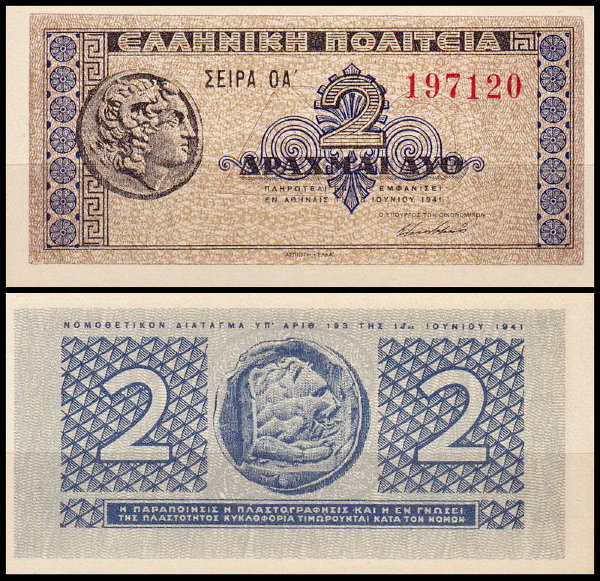 ΕΛΛΗΝΙΚΗ ΠΟΛΙΤΕΙΑ
ΣΕΙΡΑ ΟΑ'
197120
2
ΔΡΑΧΜΑΙ ΔΥΟ
ΠΛΗΡΩΤΕΑΙ ΕΠΙ ΕΜΦΑΝΙΣΕΙ
ΕΝ ΑΘΗΝΑΙΣ ΙΟΥΝΙΟΥ 1941
Ο ΥΠΟΥΡΓΟΣ ΤΩΝ ΟΙΚΟΝΟΜΙΚΩΝ
ΝΟΜΟΘΕΤΙΚΟΝ ΔΙΑΤΑΓΜΑ ΥΠ' ΑΡΙΘ 193 ΤΗΣ ΙΟΥΝΙΟΥ 1941
2 2
Η ΠΑΡΑΠΟΙΗΣΙΣ Η ΠΛΑΣΤΟΓΡΑΦΗΣΙΣ ΚΑΙ Η ΕΝ ΓΝΩΣΕΙ
ΤΗΣ ΠΛΑΣΤΟΤΗΤΟΣ ΚΥΚΛΟΦΟΡΙΑ ΤΙΜΩΡΟΥΝΤΑΙ ΚΑΤΑ ΤΟΝ ΝΟΜΟΝ